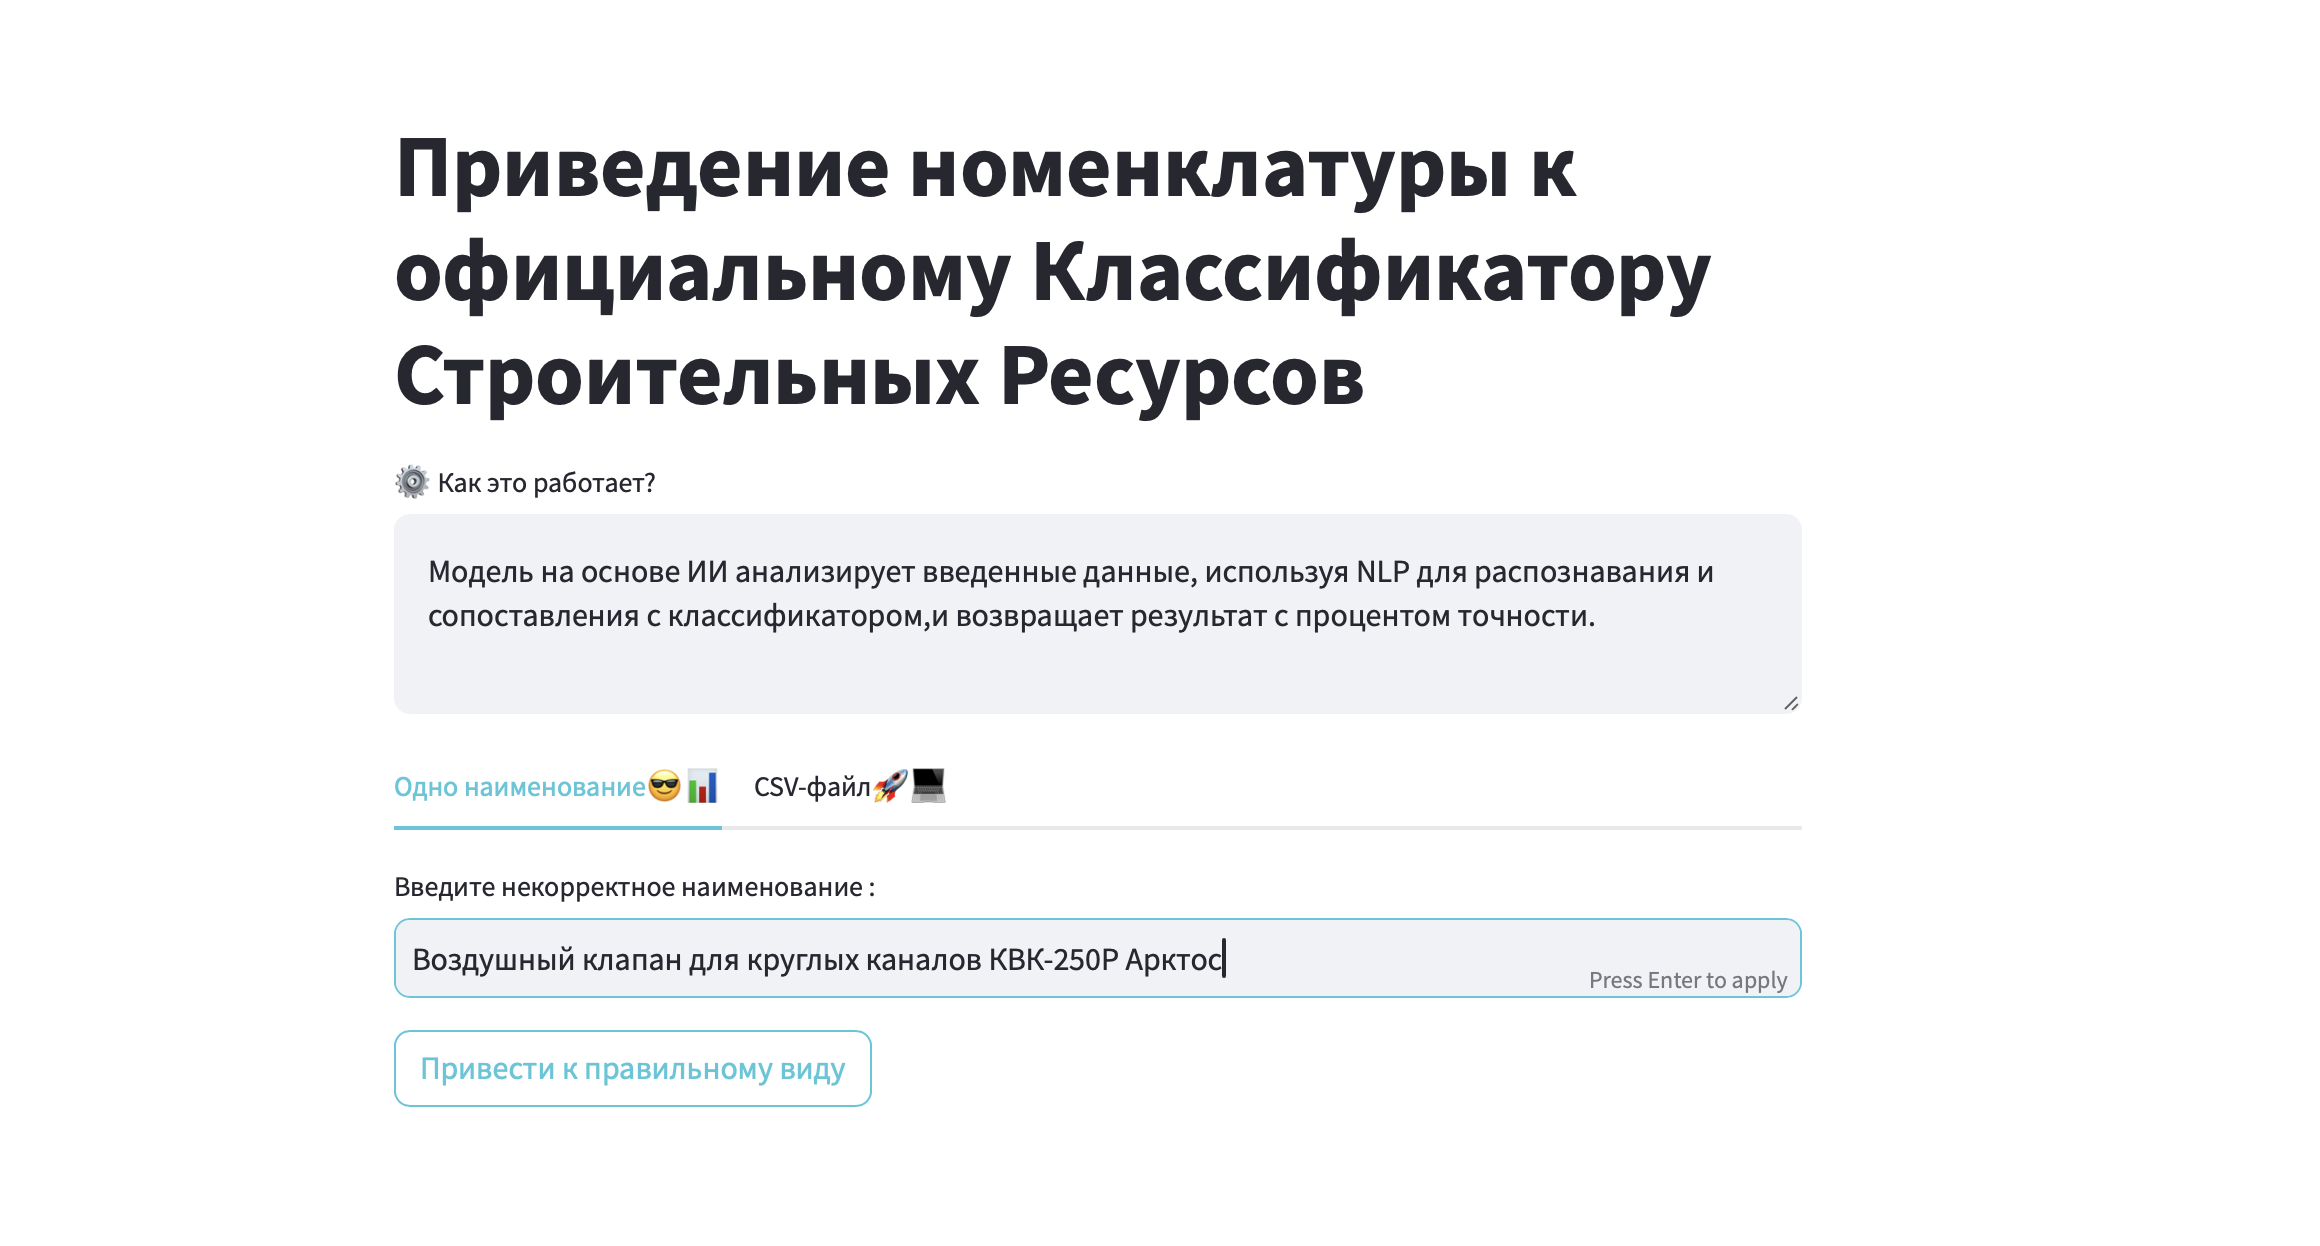 Приведение номенклатуры к
официальному Классификатору
Строительных Ресурсов
Как это работает?
Модель на основе ИИ анализирует введенные данные, используя NLP для распознавания и
сопоставления с классификатором,и возвращает результат с процентом точности.
Одно наименование CSV-файл
Введите некорректное наименование :
Воздушный клапан для круглых каналов КВК-250Р Арктос
Press Enter to apply
Привести к правильному виду